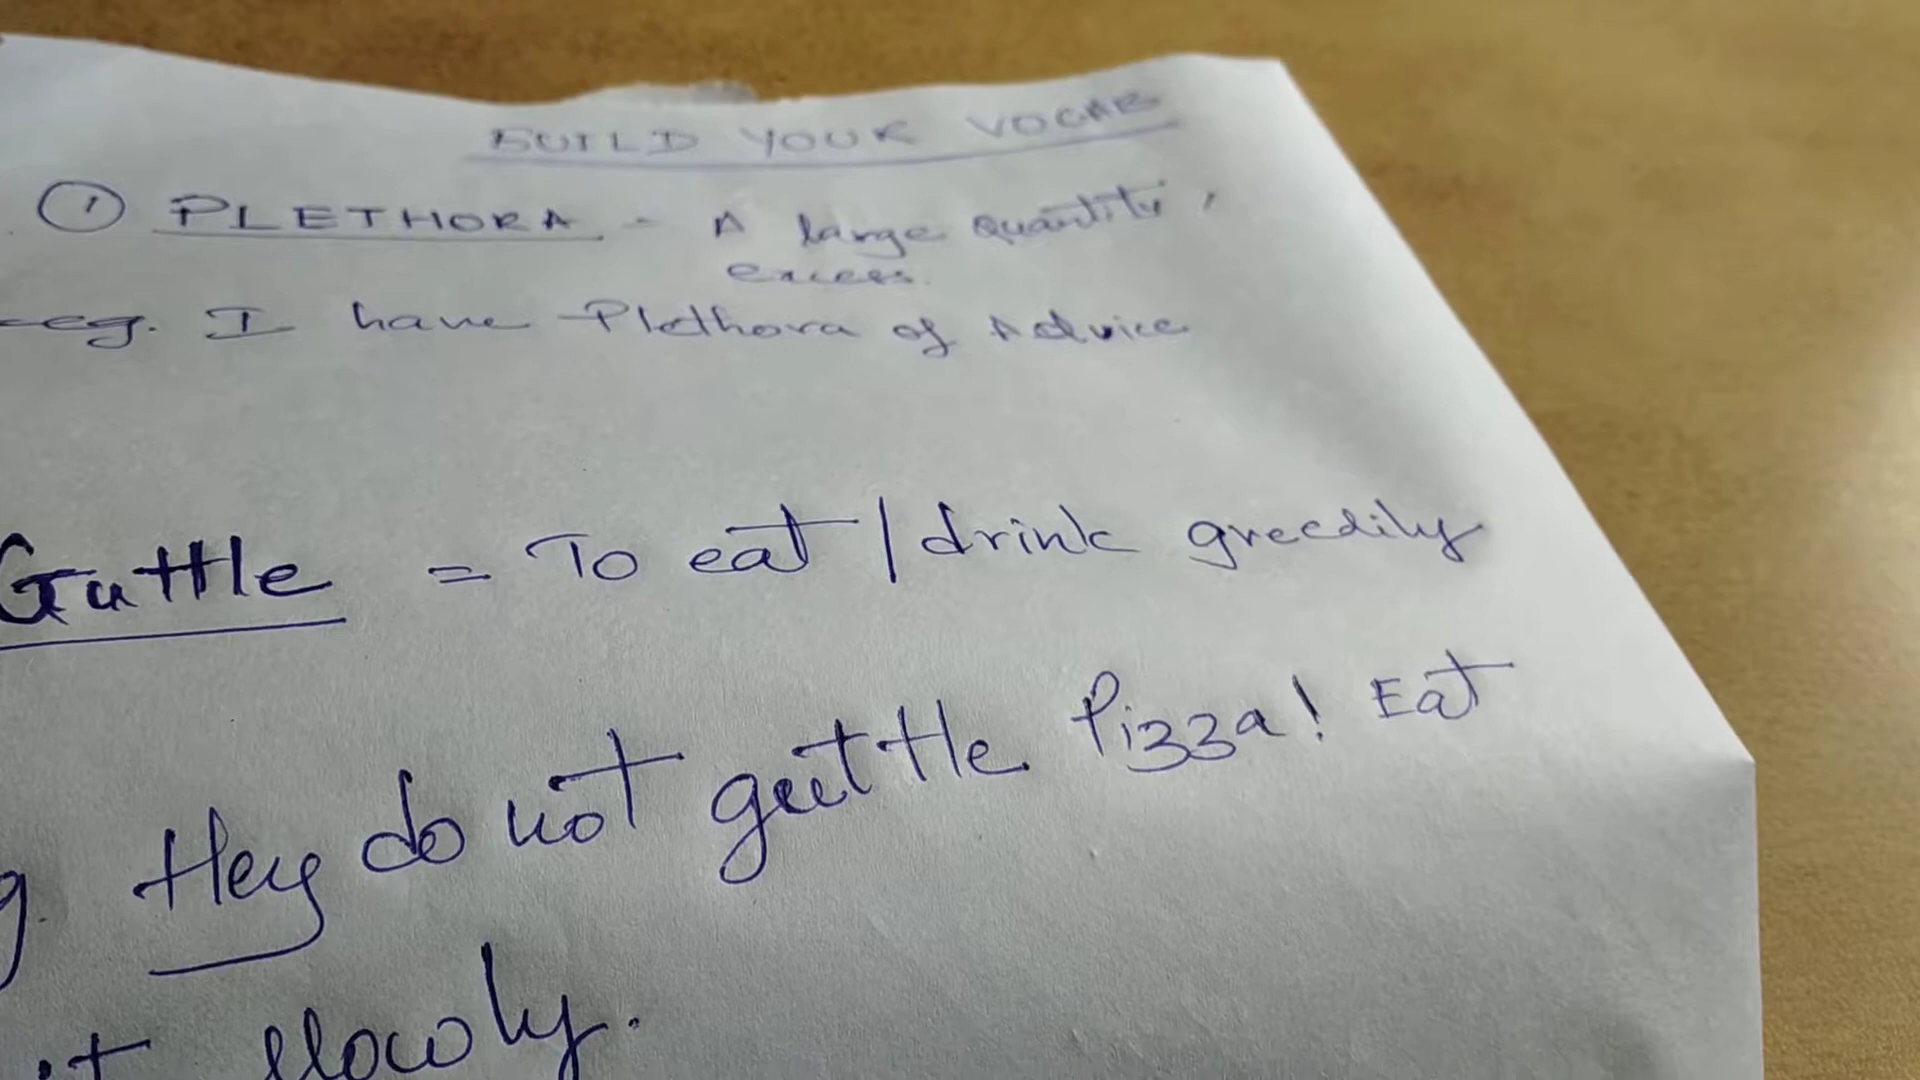 BUILD YOUR VOCAB
① PLETHORA - A large quantity,
excess.
eg. I have Plethora of Advice
Guttle = To eat / drink greedily
g. Hey do not guttle Pizza! Eat
it slowly.